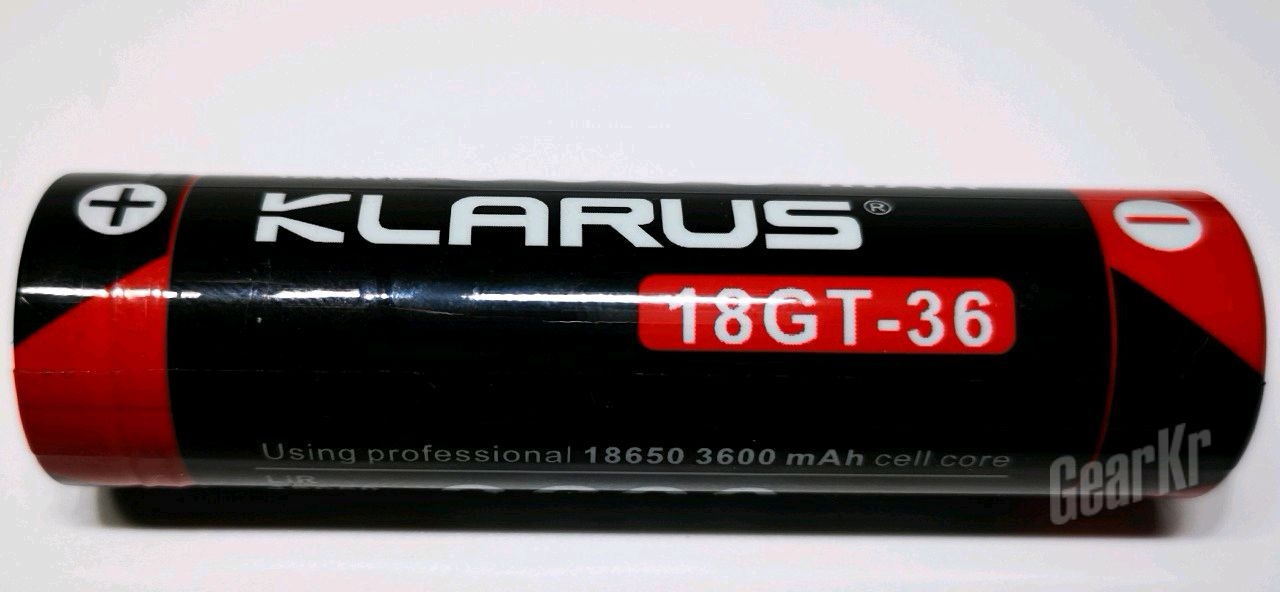 KLARUS®
18GT-36
Using professional 18650 3600 mAh cell core
GearKr